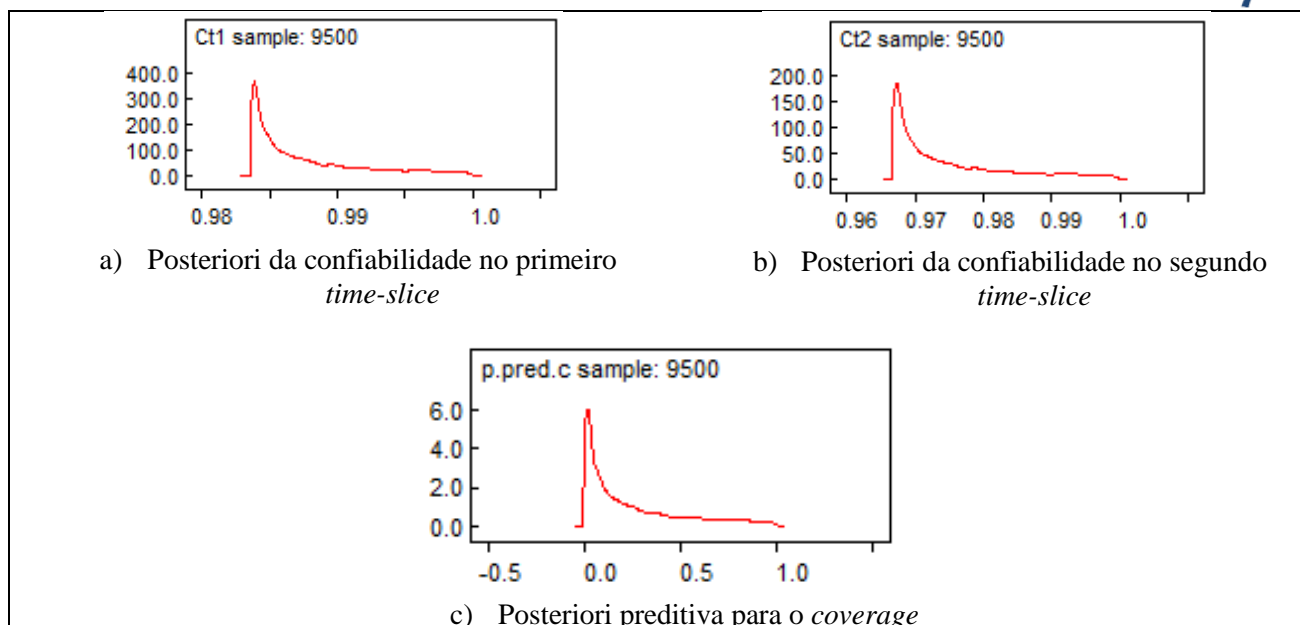 Ct1 sample: 9500
400.0
300.0
200.0
100.0
0.0
0.98 0.99 1.0
a) Posteriori da confiabilidade no primeiro
time-slice
Ct2 sample: 9500
200.0
150.0
100.0
50.0
0.0
0.96 0.97 0.98 0.99 1.0
b) Posteriori da confiabilidade no segundo
time-slice
p.pred.c sample: 9500
6.0
4.0
2.0
0.0
-0.5 0.0 0.5 1.0
c) Posteriori preditiva para o coverage